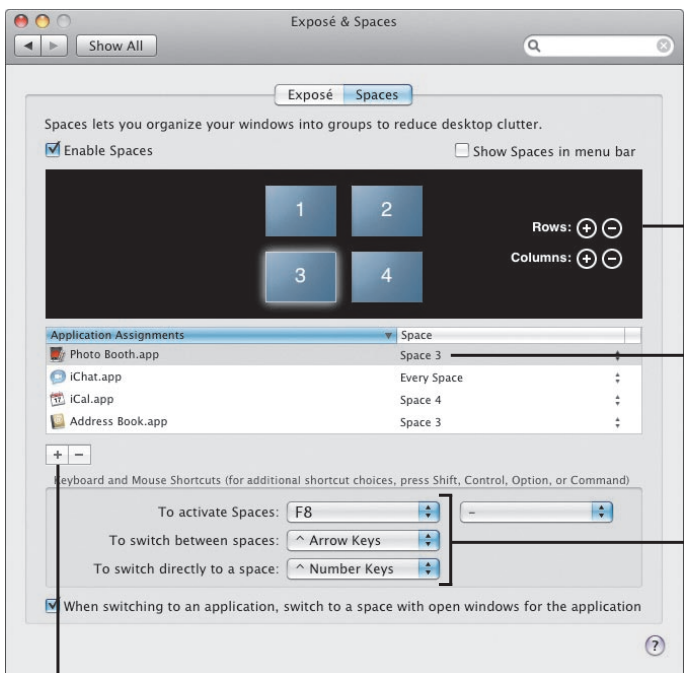 Exposé & Spaces
Show All
Exposé Spaces
Spaces lets you organize your windows into groups to reduce desktop clutter.
Enable Spaces Show Spaces in menu bar
1 2
Rows:
3 4
Columns:
Application Assignments Space
Photo Booth.app Space 3
iChat.app Every Space
17 iCal.app Space 4
Address Book.app Space 3
+ −
Keyboard and Mouse Shortcuts (for additional shortcut choices, press Shift, Control, Option, or Command)
To activate Spaces: F8 –
To switch between spaces: ^ Arrow Keys
To switch directly to a space: ^ Number Keys
When switching to an application, switch to a space with open windows for the application
?